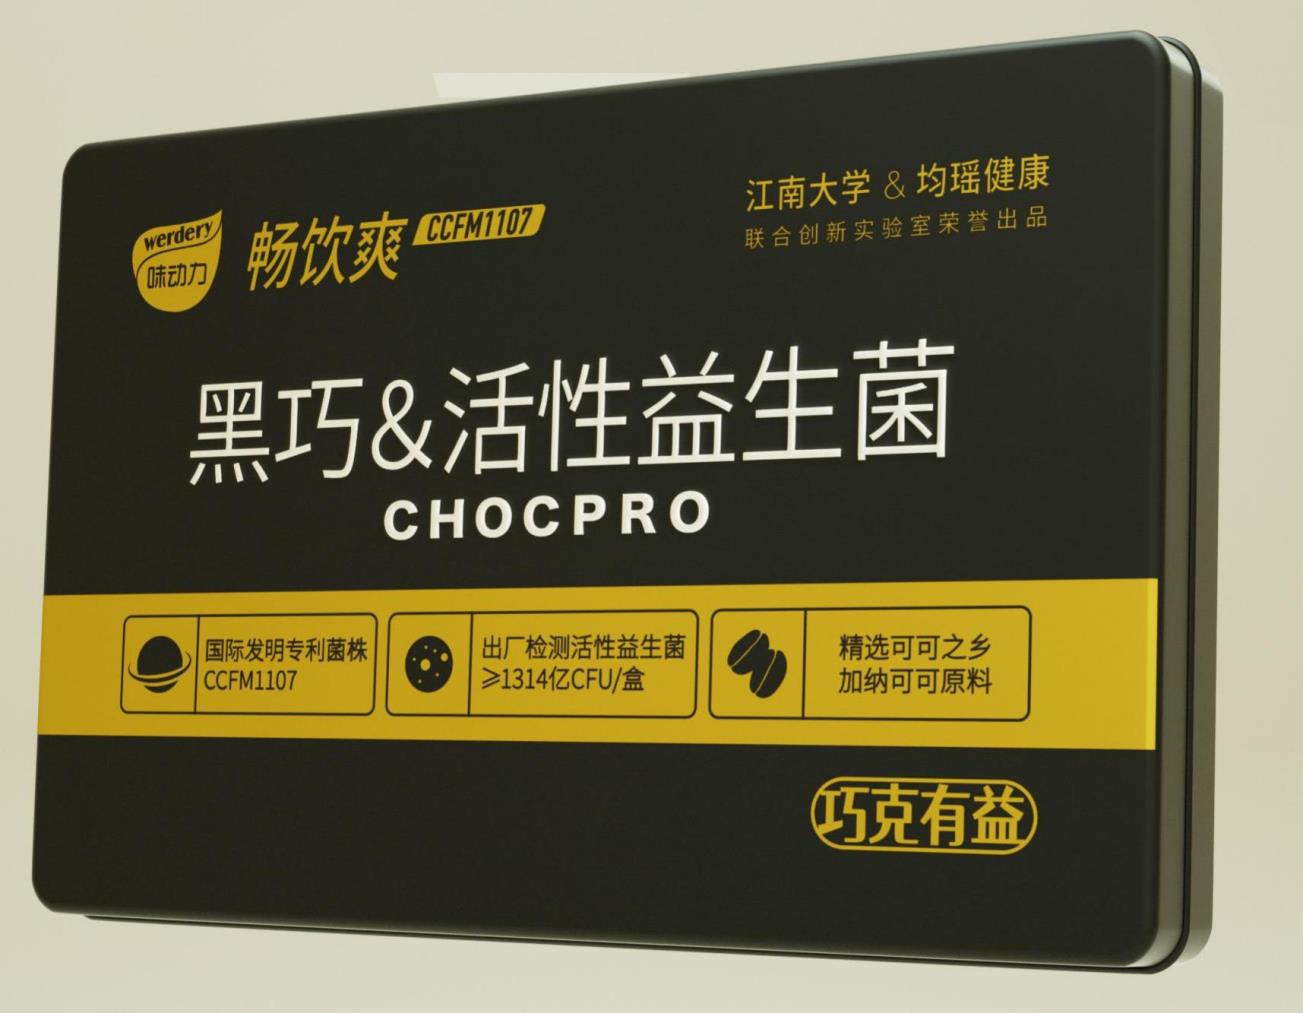 werdery
味动力
畅饮爽 CCFM1107
江南大学 & 均瑶健康
联合创新实验室荣誉出品
黑巧&活性益生菌
CHOCPRO
国际发明专利菌株
CCFM1107
出厂检测活性益生菌
≥1314亿CFU/盒
精选可可之乡
加纳可可原料
巧克有益